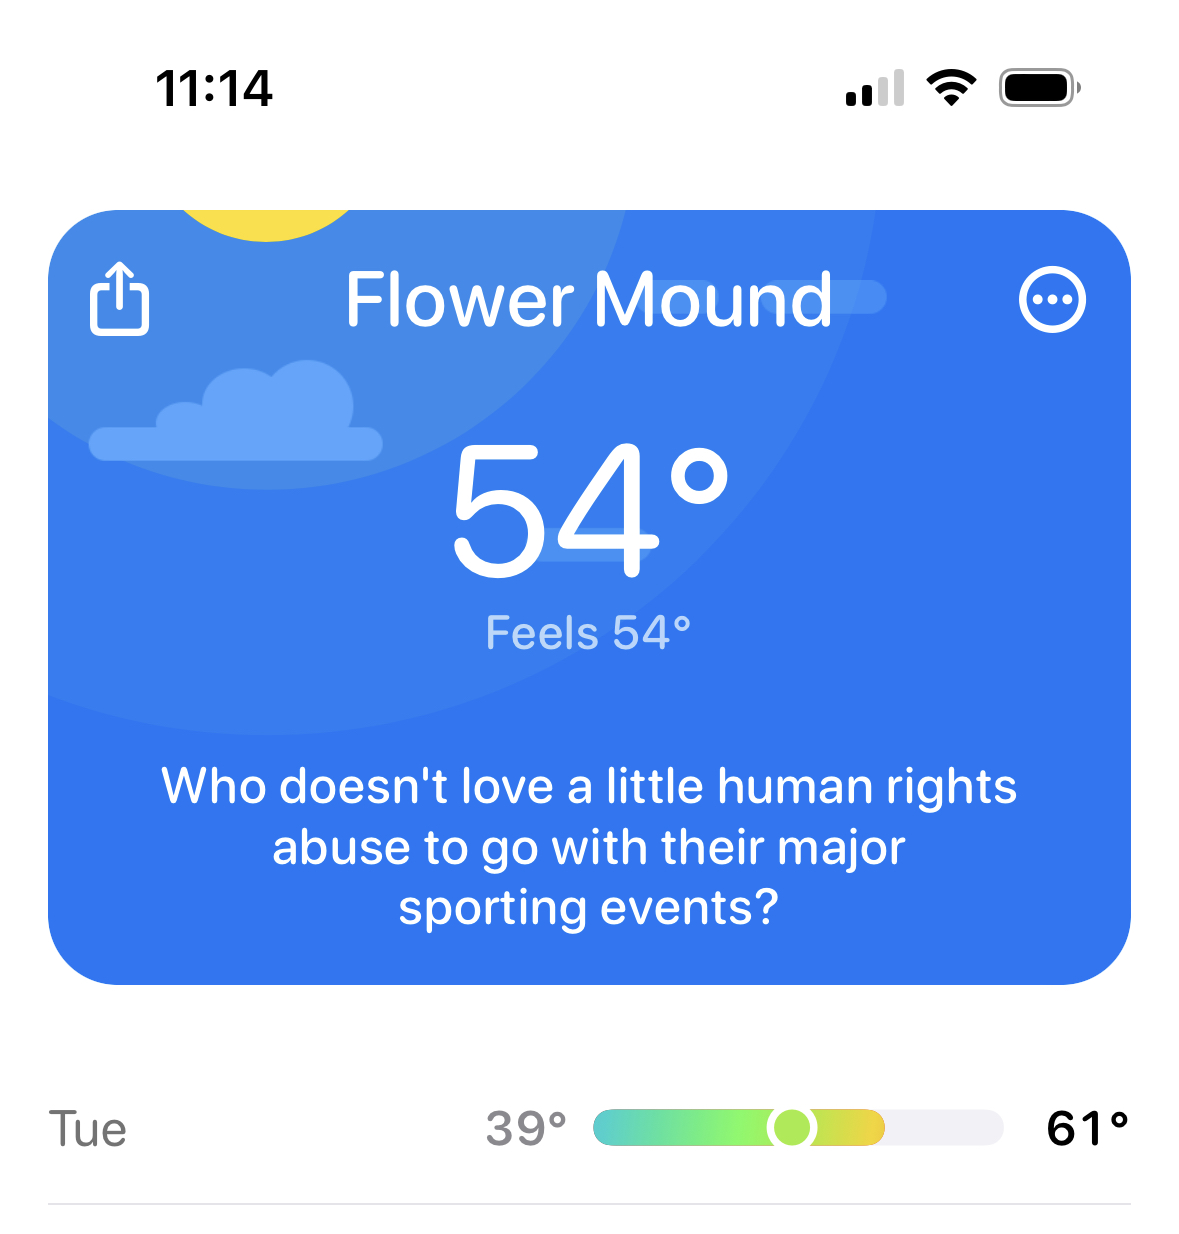 11:14
Flower Mound
54°
Feels 54°
Who doesn't love a little human rights
abuse to go with their major
sporting events?
Tue 39° 61°